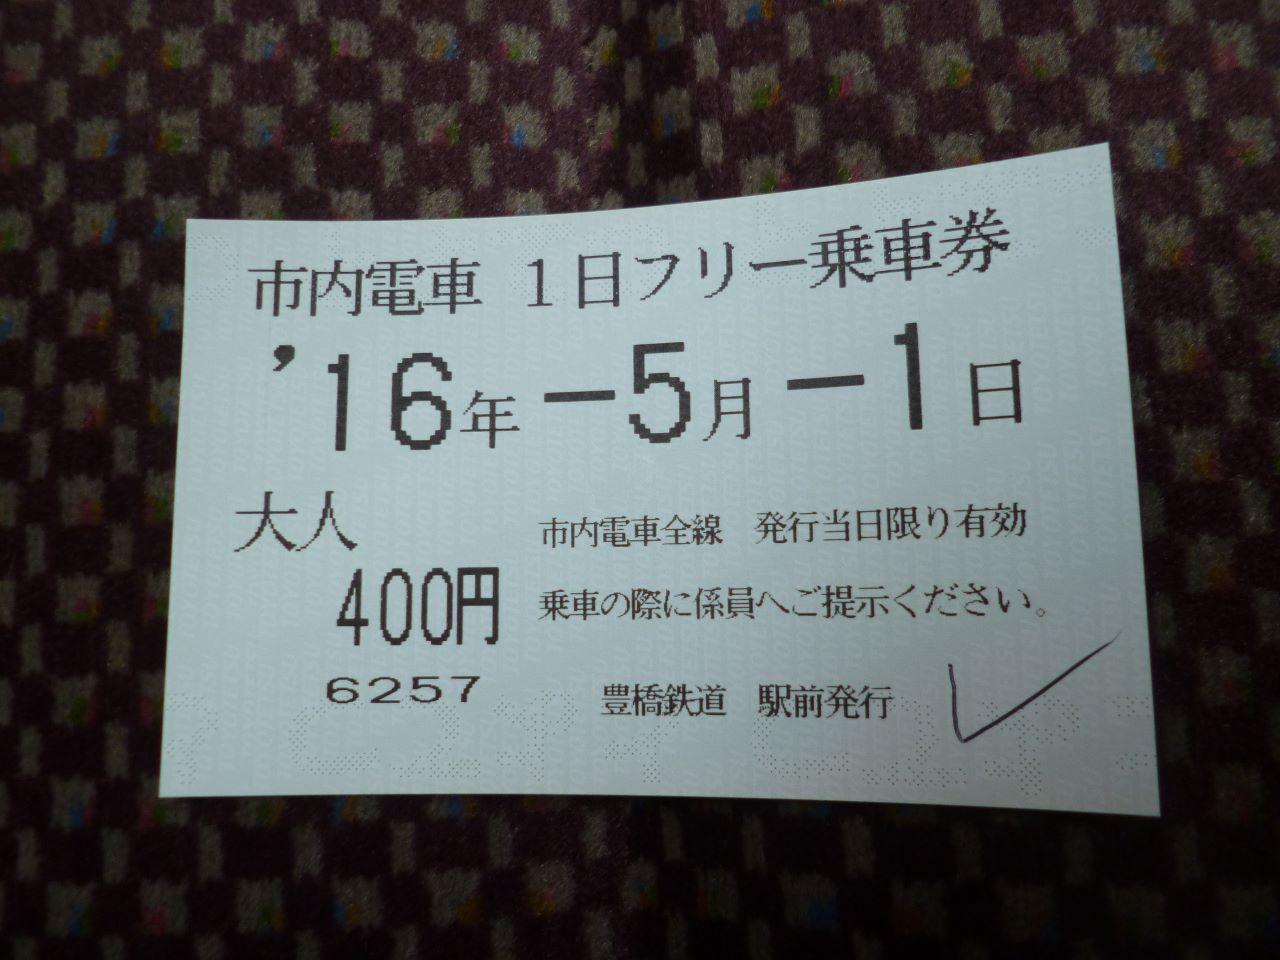 市内電車 1日フリー乗車券
'16年-5月-1日
大人
市内電車全線 発行当日限り有効
400円
乗車の際に係員へご提示ください。
6257
豊橋鉄道 駅前発行